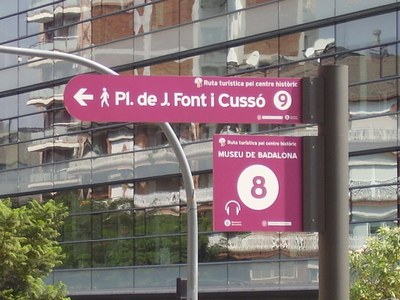 Ruta turística pel centre històric
Pl. de J. Font i Cussó 9
Ruta turística pel centre històric
MUSEU DE BADALONA
8